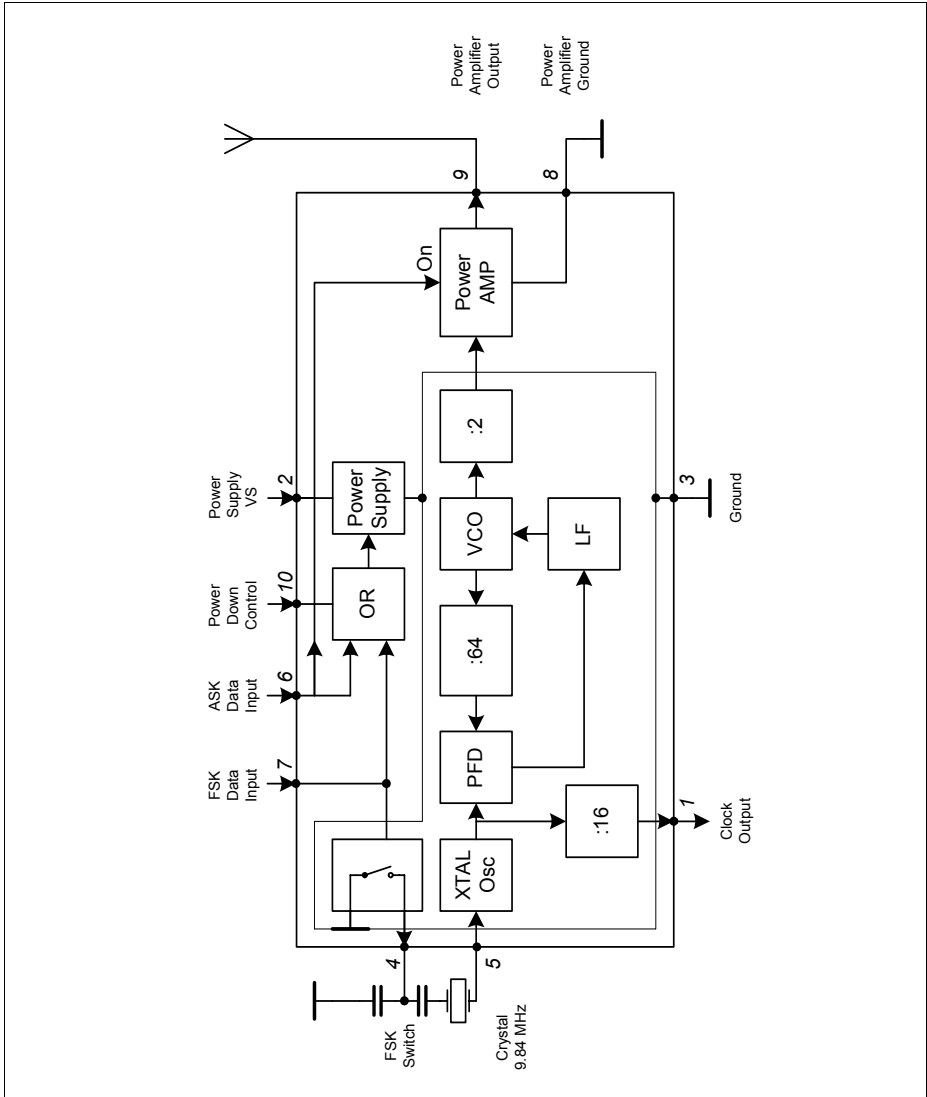 Power
Amplifier
Output
Power
Amplifier
Ground
9
8
On
Power
AMP
:2
Power
Supply
VS
2
Power
Supply
Power
Down
Control
10
OR
ASK
Data
Input
6
FSK
Data
Input
7
VCO
LF
:64
PFD
:16
XTAL
Osc
3
Ground
1
Clock
Output
4
5
FSK
Switch
Crystal
9.84 MHz